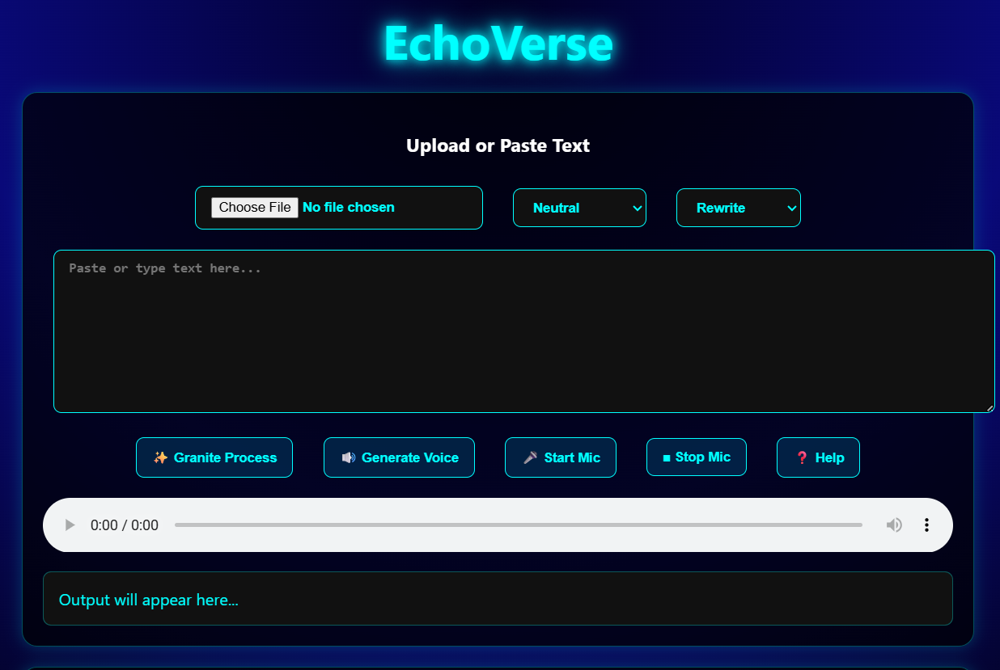 EchoVerse
Upload or Paste Text
Choose File No file chosen
Neutral
Rewrite
Paste or type text here...
✨ Granite Process
🔊 Generate Voice
🎤 Start Mic
⏹ Stop Mic
❓ Help
0:00 / 0:00
Output will appear here...